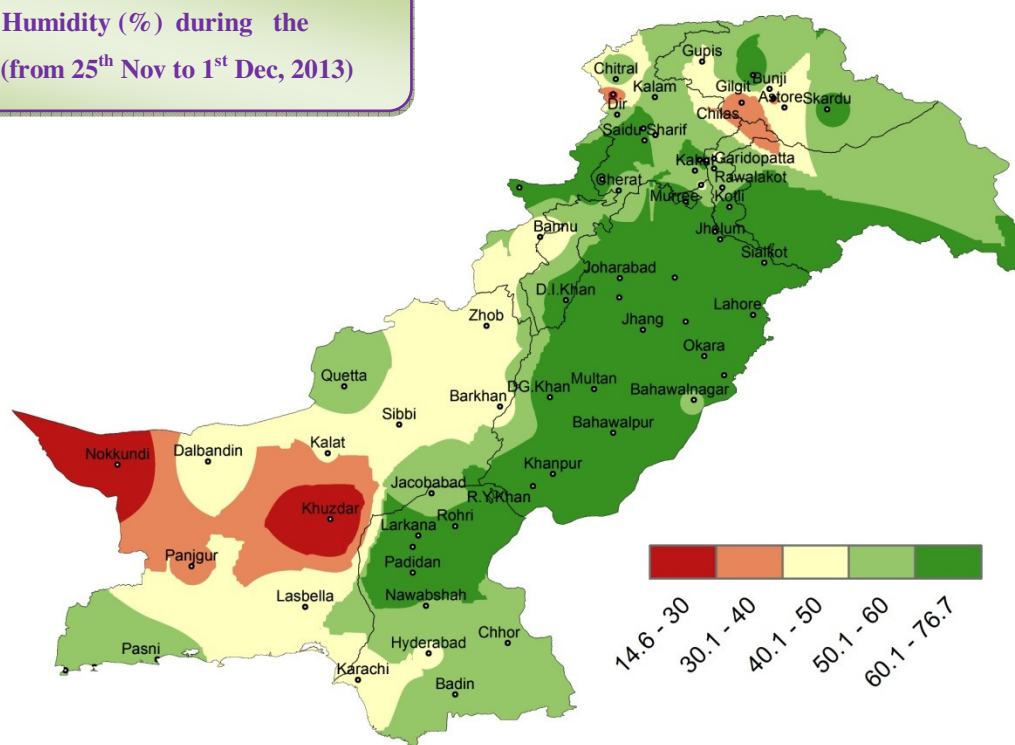 Humidity (%) during the
(from 25th Nov to 1st Dec, 2013)
Gupis
Chitral
Bunji
Kalam
Gilgit
Astore Skardu
Dir
Chilas
Saidu Sharif
Garidopatta
Rawalakot
Cherat
Murree
Kotli
Bannu
Jhelum
Sialkot
Joharabad
D.I.Khan
Zhob
Lahore
Jhang
Okara
Quetta
DG.Khan
Multan
Bahawalnagar
Barkhan
Sibbi
Bahawalpur
Kalat
Nokkundi
Dalbandin
Khanpur
Jacobabad
R.Y.Khan
Khuzdar
Rohri
Larkana
Panjgur
Padidan
Lasbella
Nawabshah
Chhor
Hyderabad
Pasni
Karachi
Badin
14.6 - 30
30.1 - 40
40.1 - 50
50.1 - 60
60.1 - 76.7